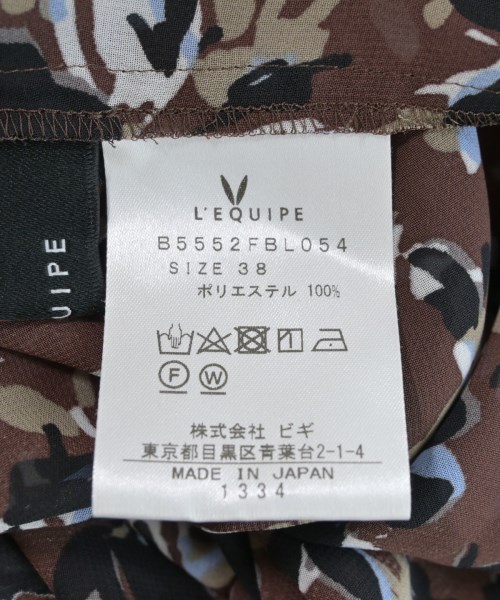 L'EQUIPE
B5552FBL054
SIZE 38
ポリエステル 100%
F W
株式会社 ビギ
東京都目黒区青葉台2-1-4
MADE IN JAPAN
1334
UIPE